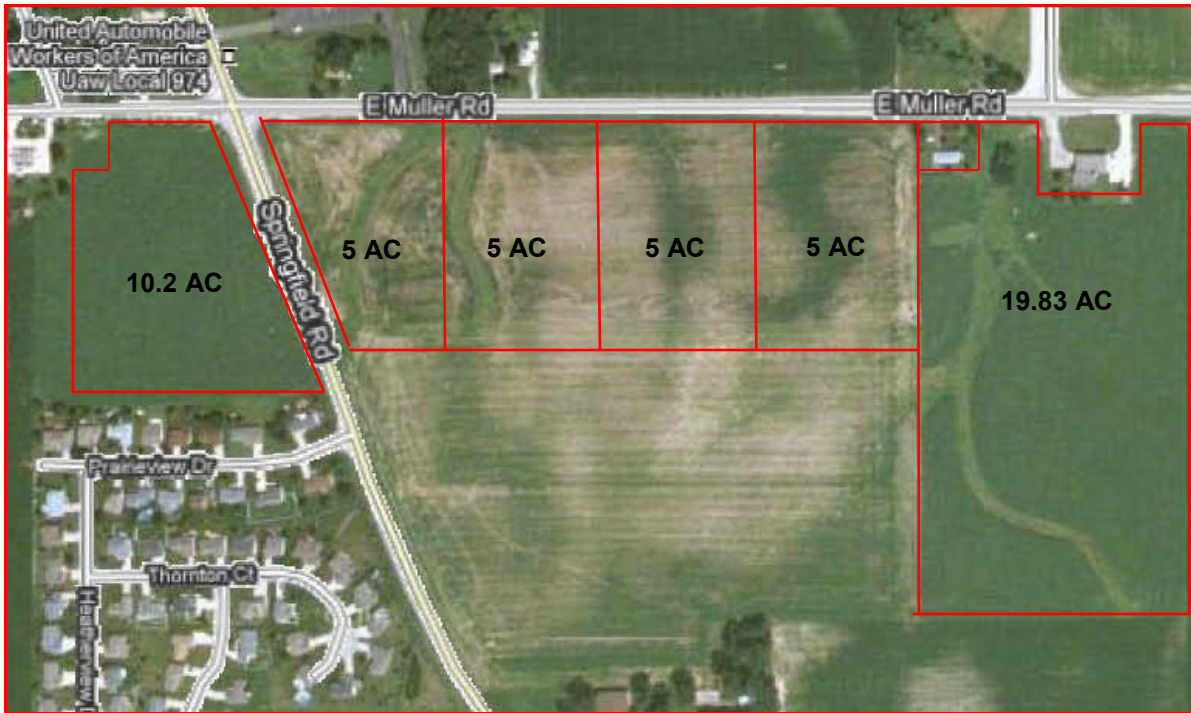 United Automobile
Workers of America
Uaw Local 974
E Muller Rd
E Muller Rd
Springfield Rd
5 AC
5 AC
5 AC
5 AC
10.2 AC
19.83 AC
Prairieview Dr
Thornton Ct
Heatherview